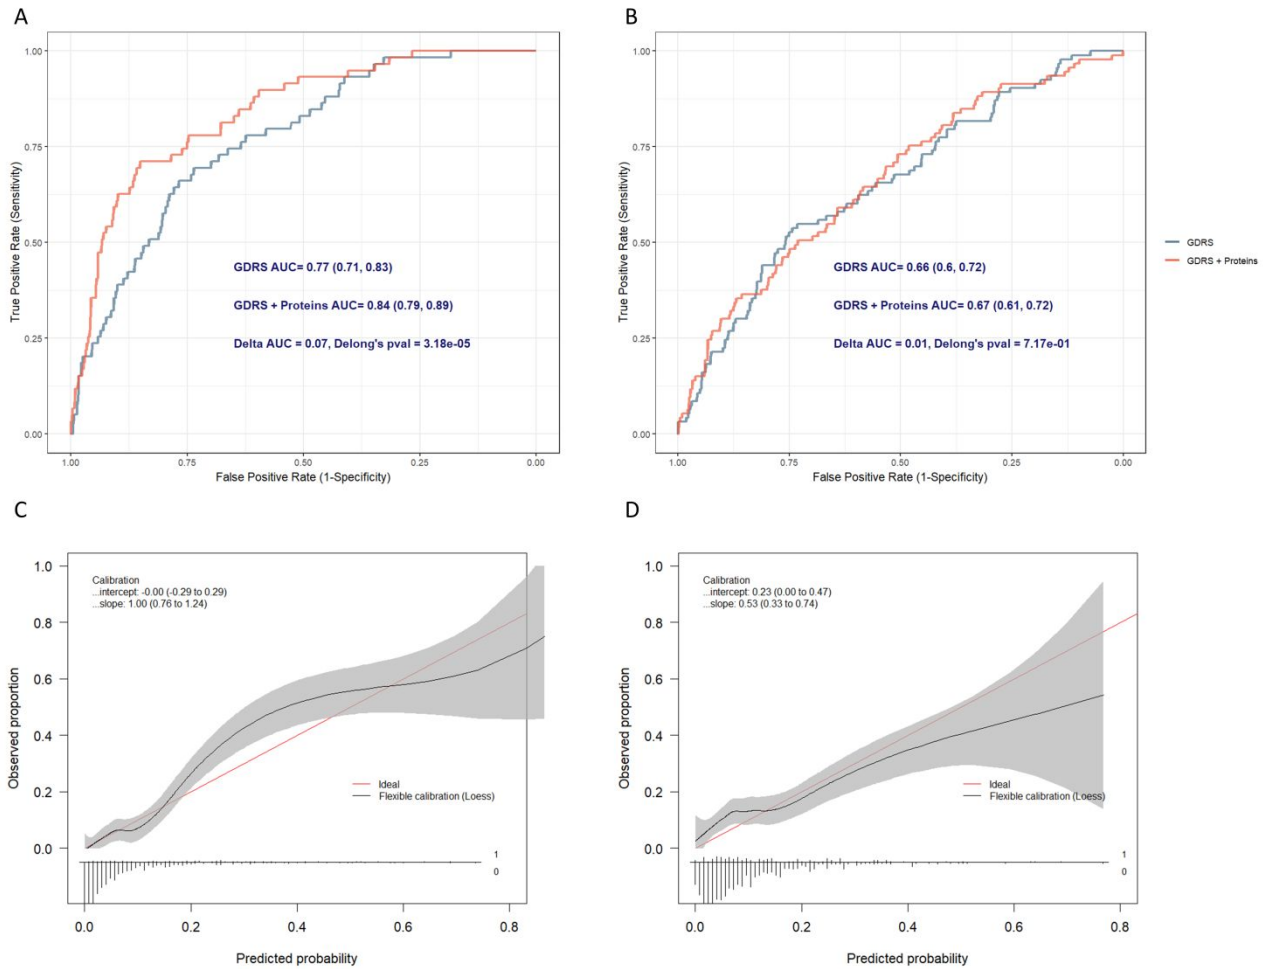 A
1.00
0.75
0.50
0.25
0.00
True Positive Rate (Sensitivity)
GDRS AUC= 0.77 (0.71, 0.83)
GDRS + Proteins AUC= 0.84 (0.79, 0.89)
Delta AUC = 0.07, Delong's pval = 3.18e-05
1.00 0.75 0.50 0.25 0.00
False Positive Rate (1-Specificity)
B
1.00
0.75
0.50
0.25
0.00
True Positive Rate (Sensitivity)
GDRS AUC= 0.66 (0.6, 0.72)
GDRS + Proteins AUC= 0.67 (0.61, 0.72)
Delta AUC = 0.01, Delong's pval = 7.17e-01
1.00 0.75 0.50 0.25 0.00
False Positive Rate (1-Specificity)
GDRS
GDRS + Proteins
C
1.0
0.8
0.6
0.4
0.2
0.0
Observed proportion
Calibration
...intercept: -0.00 (-0.29 to 0.29)
...slope: 1.00 (0.76 to 1.24)
Ideal
Flexible calibration (Loess)
1
0
0.0 0.2 0.4 0.6 0.8
Predicted probability
D
1.0
0.8
0.6
0.4
0.2
0.0
Observed proportion
Calibration
...intercept: 0.23 (0.00 to 0.47)
...slope: 0.53 (0.33 to 0.74)
Ideal
Flexible calibration (Loess)
1
0
0.0 0.2 0.4 0.6 0.8
Predicted probability